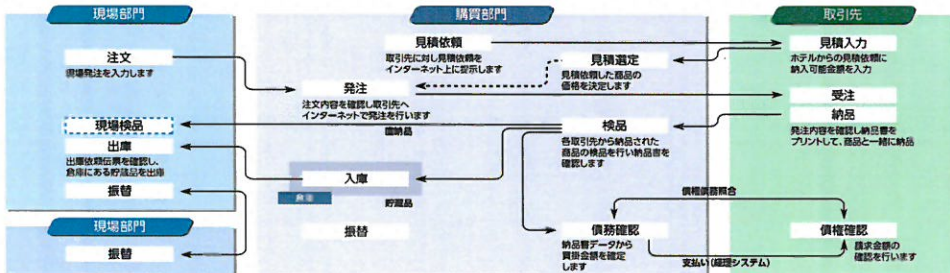 現場部門
注文
現場発注を入力します
現場検品
出庫
出庫依頼伝票を確認し、
倉庫にある貯蔵品を出庫
振替
現場部門
振替
購買部門
見積依頼
取引先に対し見積依頼を
インターネット上に提示します
見積選定
見積依頼した商品の
価格を決定します
発注
注文内容を確認し取引先へ
インターネットで発注を行います
直納品
検品
各取引先から納品された
商品の検品を行い納品書を
確認します
入庫
倉庫
貯蔵品
振替
債務確認
納品書データから
買掛金額を確定
します
債権債務照合
支払い(経理システム)
取引先
見積入力
ホテルからの見積依頼に
納入可能金額を入力
受注
納品
発注内容を確認し納品書を
プリントして、商品と一緒に納品
債権確認
請求金額の
確認を行います